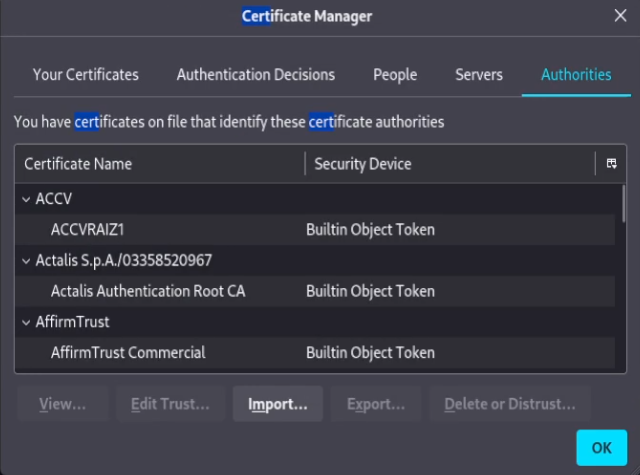 Certificate Manager
Your Certificates Authentication Decisions People Servers Authorities
You have certificates on file that identify these certificate authorities
Certificate Name Security Device
ACCV
ACCVRAIZ1 Builtin Object Token
Actalis S.p.A./03358520967
Actalis Authentication Root CA Builtin Object Token
AffirmTrust
AffirmTrust Commercial Builtin Object Token
View... Edit Trust... Import... Export... Delete or Distrust...
OK